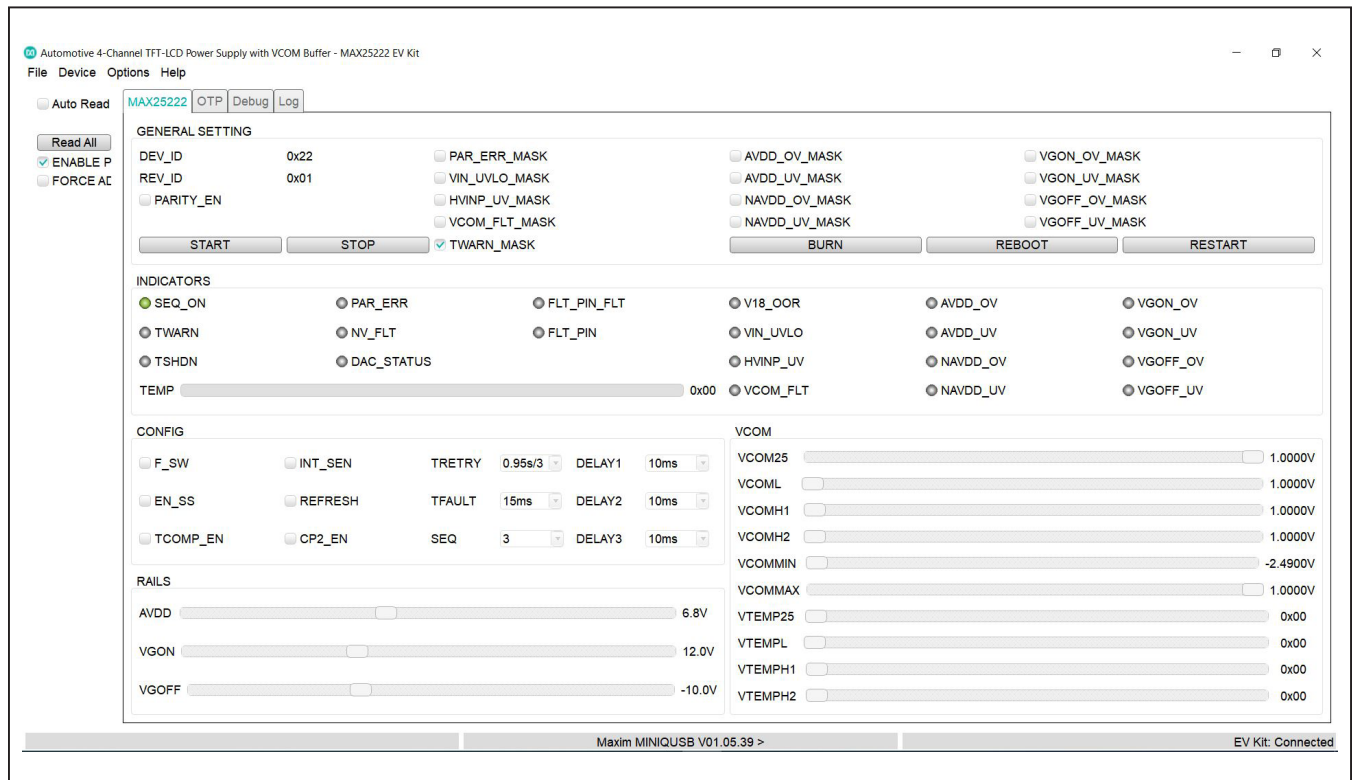 Automotive 4-Channel TFT-LCD Power Supply with VCOM Buffer - MAX25222 EV Kit
File Device Options Help
Auto Read
Read All
ENABLE P
FORCE AD
MAX25222 OTP Debug Log
GENERAL SETTING
DEV_ID 0x22 PAR_ERR_MASK AVDD_OV_MASK VGON_OV_MASK
REV_ID 0x01 VIN_UVLO_MASK AVDD_UV_MASK VGON_UV_MASK
PARITY_EN HVINP_UV_MASK NAVDD_OV_MASK VGOFF_OV_MASK
VCOM_FLT_MASK NAVDD_UV_MASK VGOFF_UV_MASK
START STOP TWARN_MASK BURN REBOOT RESTART
INDICATORS
SEQ_ON PAR_ERR FLT_PIN_FLT V18_OOR AVDD_OV VGON_OV
TWARN NV_FLT FLT_PIN VIN_UVLO AVDD_UV VGON_UV
TSHDN DAC_STATUS HVINP_UV NAVDD_OV VGOFF_OV
TEMP 0x00 VCOM_FLT NAVDD_UV VGOFF_UV
CONFIG
F_SW INT_SEN TRETRY 0.95s/3 DELAY1 10ms
EN_SS REFRESH TFAULT 15ms DELAY2 10ms
TCOMP_EN CP2_EN SEQ 3 DELAY3 10ms
RAILS
AVDD 6.8V
VGON 12.0V
VGOFF -10.0V
VCOM
VCOM25 1.0000V
VCOML 1.0000V
VCOMH1 1.0000V
VCOMH2 1.0000V
VCOMMIN -2.4900V
VCOMMAX 1.0000V
VTEMP25 0x00
VTEMPL 0x00
VTEMPH1 0x00
VTEMPH2 0x00
Maxim MINIQUSB V01.05.39 >
EV Kit: Connected